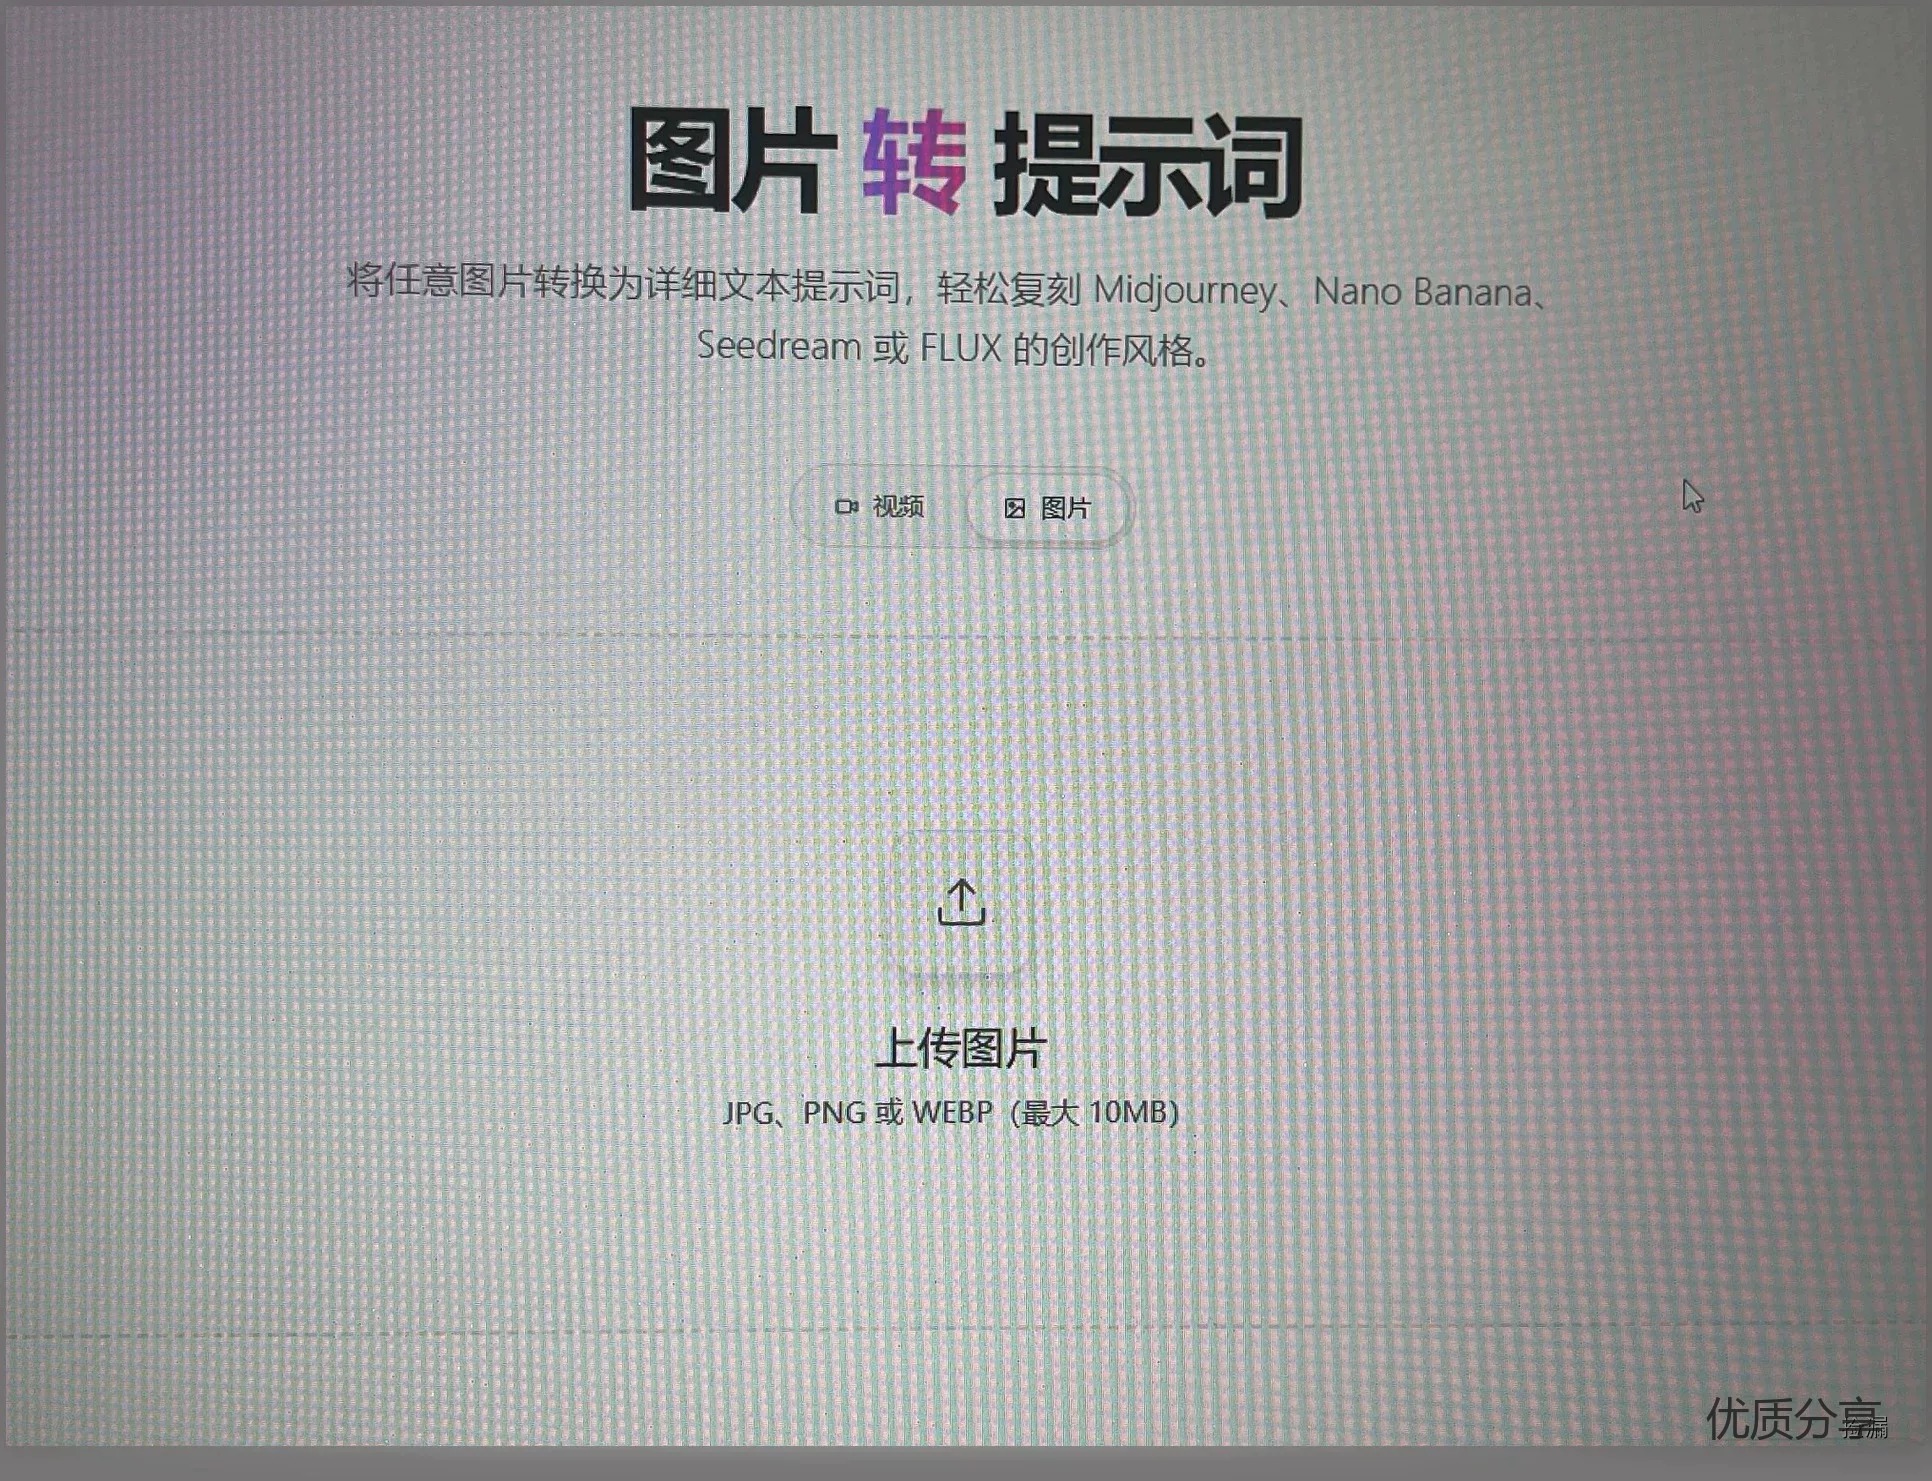 图片 转 提示词
将任意图片转换为详细文本提示词，轻松复刻 Midjourney、Nano Banana、
Seedream 或 FLUX 的创作风格。
视频 图片
上传图片
JPG、PNG 或 WEBP（最大 10MB）
优质分享